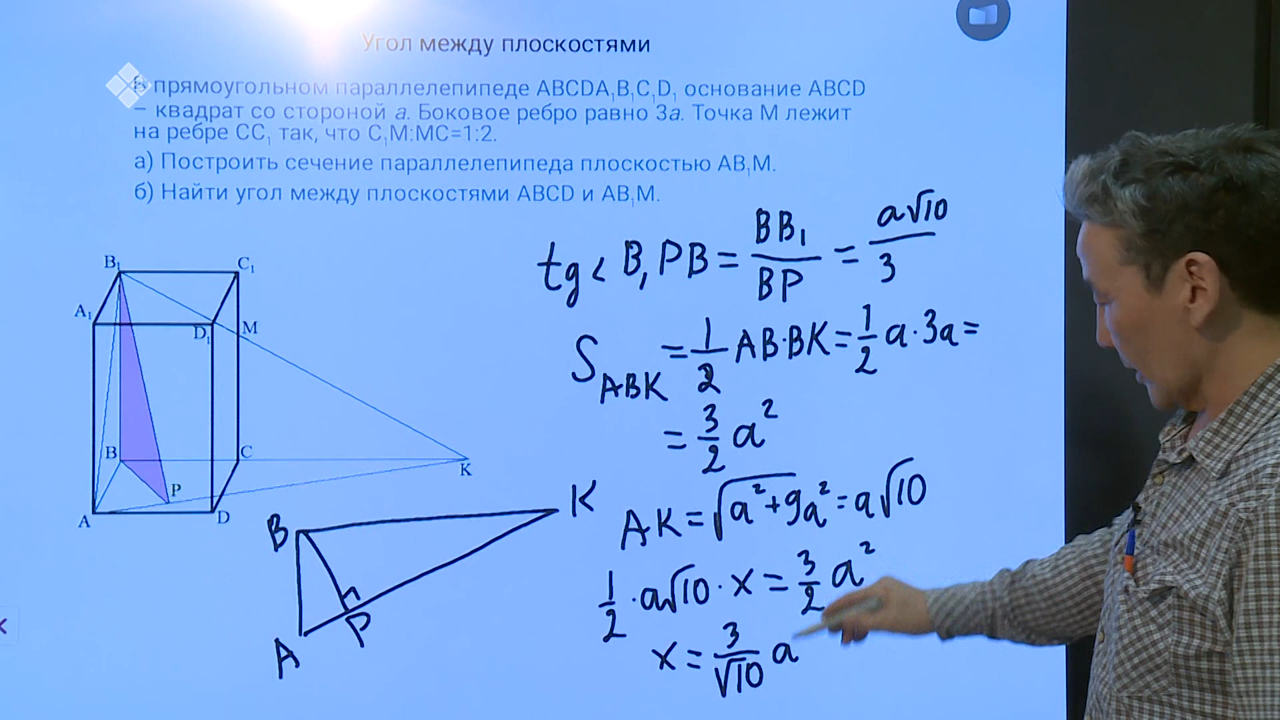 Угол между плоскостями
В прямоугольном параллелепипеде ABCDA₁B₁C₁D₁ основание ABCD
– квадрат со стороной a. Боковое ребро равно 3a. Точка М лежит
на ребре CC₁ так, что C₁M:MC=1:2.
а) Построить сечение параллелепипеда плоскостью AB₁M.
б) Найти угол между плоскостями ABCD и AB₁M.
tg < B₁PB = BB₁/BP = a√10/3
S_ABK = 1/2 AB·BK = 1/2 a·3a =
= 3/2 a²
AK = √(a²+9a²) = a√10
1/2 · a√10 · x = 3/2 a²
x = 3/√10 a
B₁
C₁
A₁
D₁
M
B
C
K
P
A
D
B
K
P
A